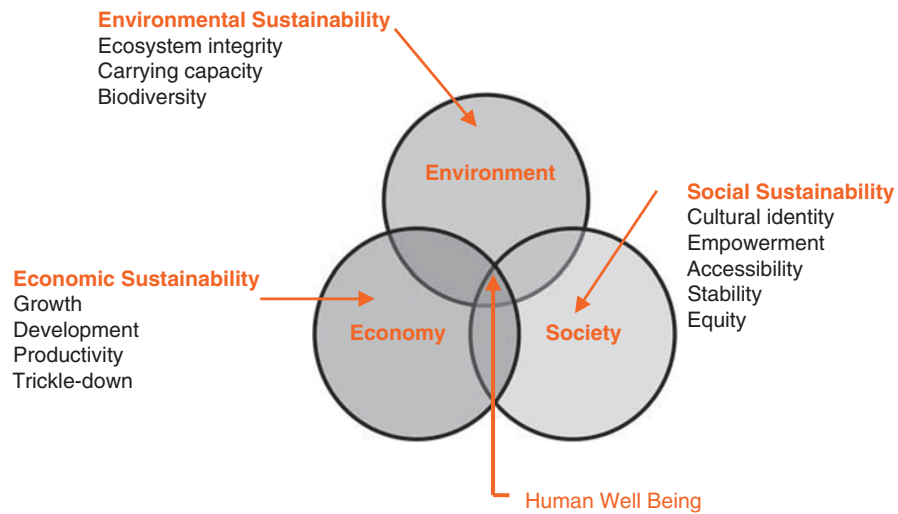 Environmental Sustainability
Ecosystem integrity
Carrying capacity
Biodiversity
Environment
Social Sustainability
Cultural identity
Empowerment
Accessibility
Stability
Equity
Economic Sustainability
Growth
Development
Productivity
Trickle-down
Economy
Society
Human Well Being